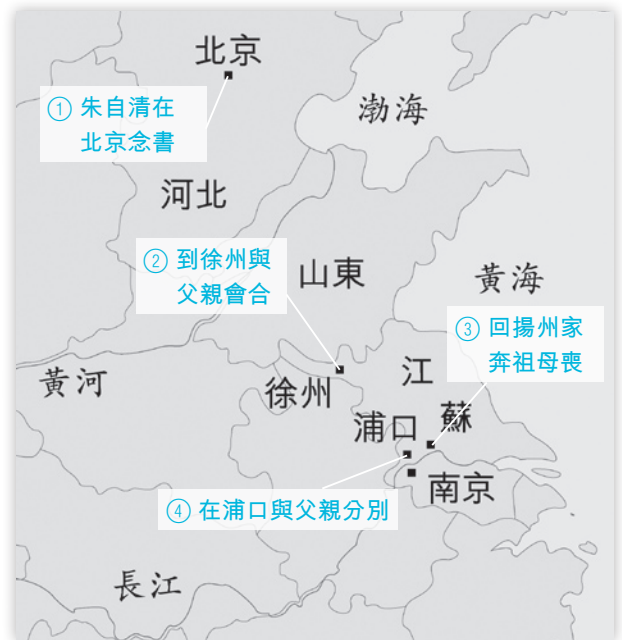 北京
① 朱自清在
北京念書
渤海
河北
② 到徐州與
父親會合
山東
黃海
③ 回揚州家
奔祖母喪
黃河
徐州
江
蘇
浦口
南京
④ 在浦口與父親分別
長江